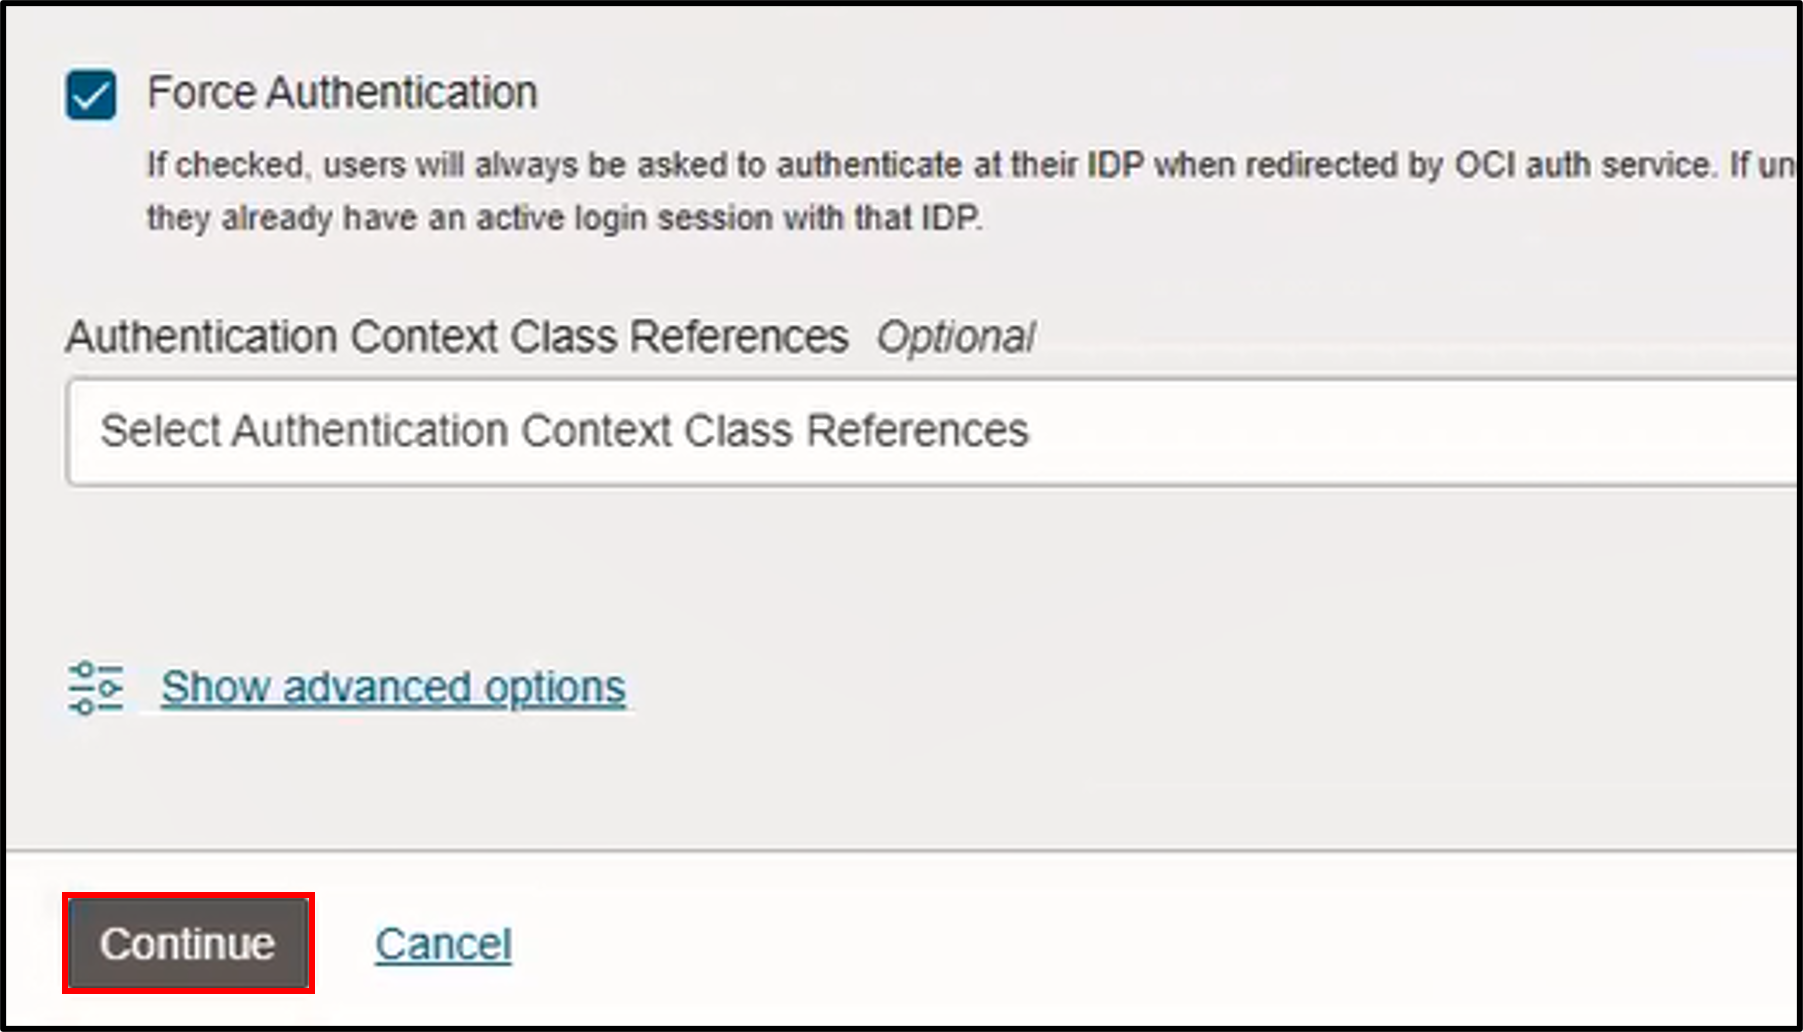 Force Authentication
If checked, users will always be asked to authenticate at their IDP when redirected by OCI auth service. If un
they already have an active login session with that IDP.
Authentication Context Class References Optional
Select Authentication Context Class References
Show advanced options
Continue Cancel